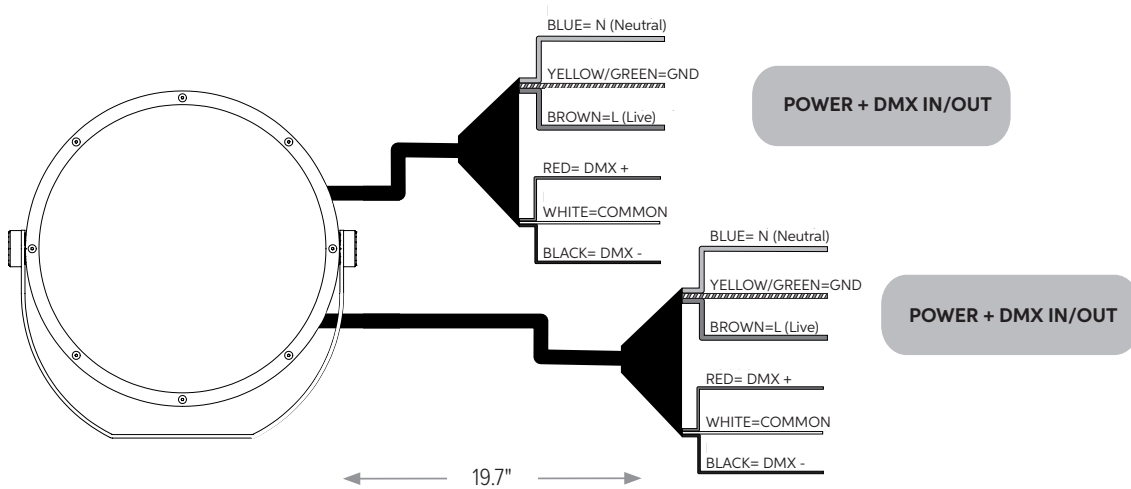 BLUE= N (Neutral)
YELLOW/GREEN=GND
BROWN=L (Live)
POWER + DMX IN/OUT
RED= DMX +
WHITE=COMMON
BLACK= DMX -
BLUE= N (Neutral)
YELLOW/GREEN=GND
BROWN=L (Live)
POWER + DMX IN/OUT
RED= DMX +
WHITE=COMMON
BLACK= DMX -
19.7"